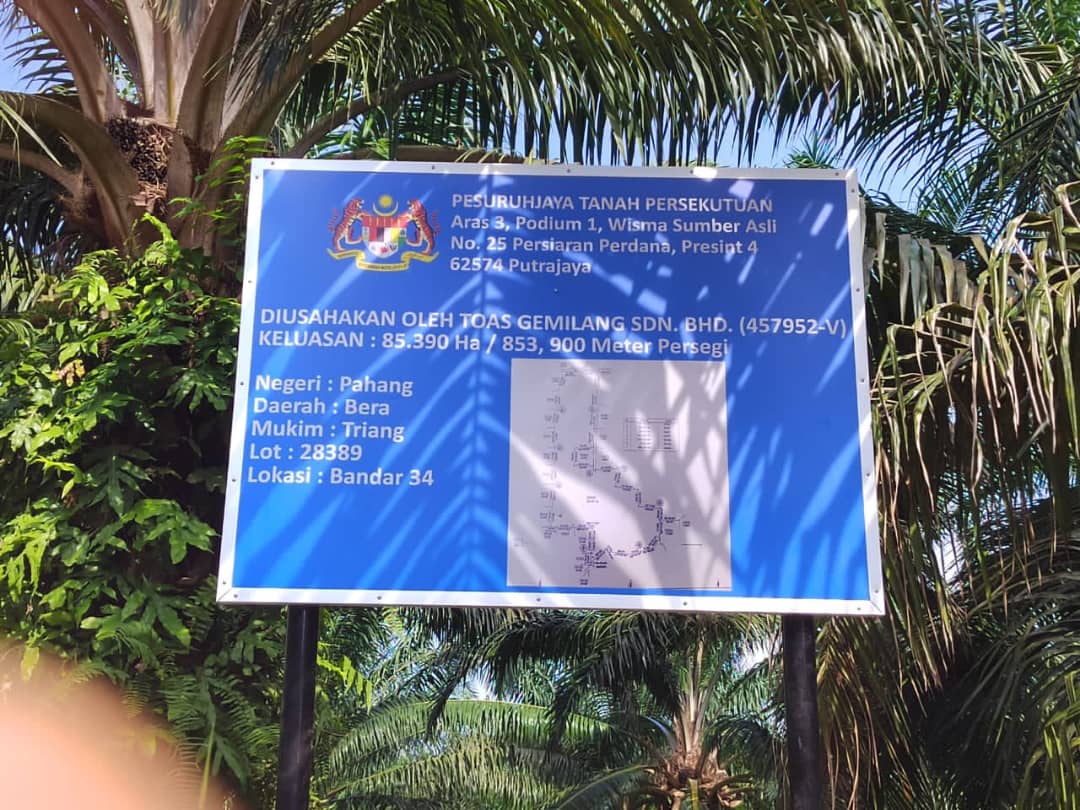 PESURUHJAYA TANAH PERSEKUTUAN
Aras 3, Podium 1, Wisma Sumber Asli
No. 25 Persiaran Perdana, Presint 4
62574 Putrajaya
DIUSAHAKAN OLEH TOAS GEMILANG SDN. BHD. (457952-V)
KELUASAN : 85.390 Ha / 853, 900 Meter Persegi
Negeri : Pahang
Daerah : Bera
Mukim : Triang
Lot : 28389
Lokasi : Bandar 34